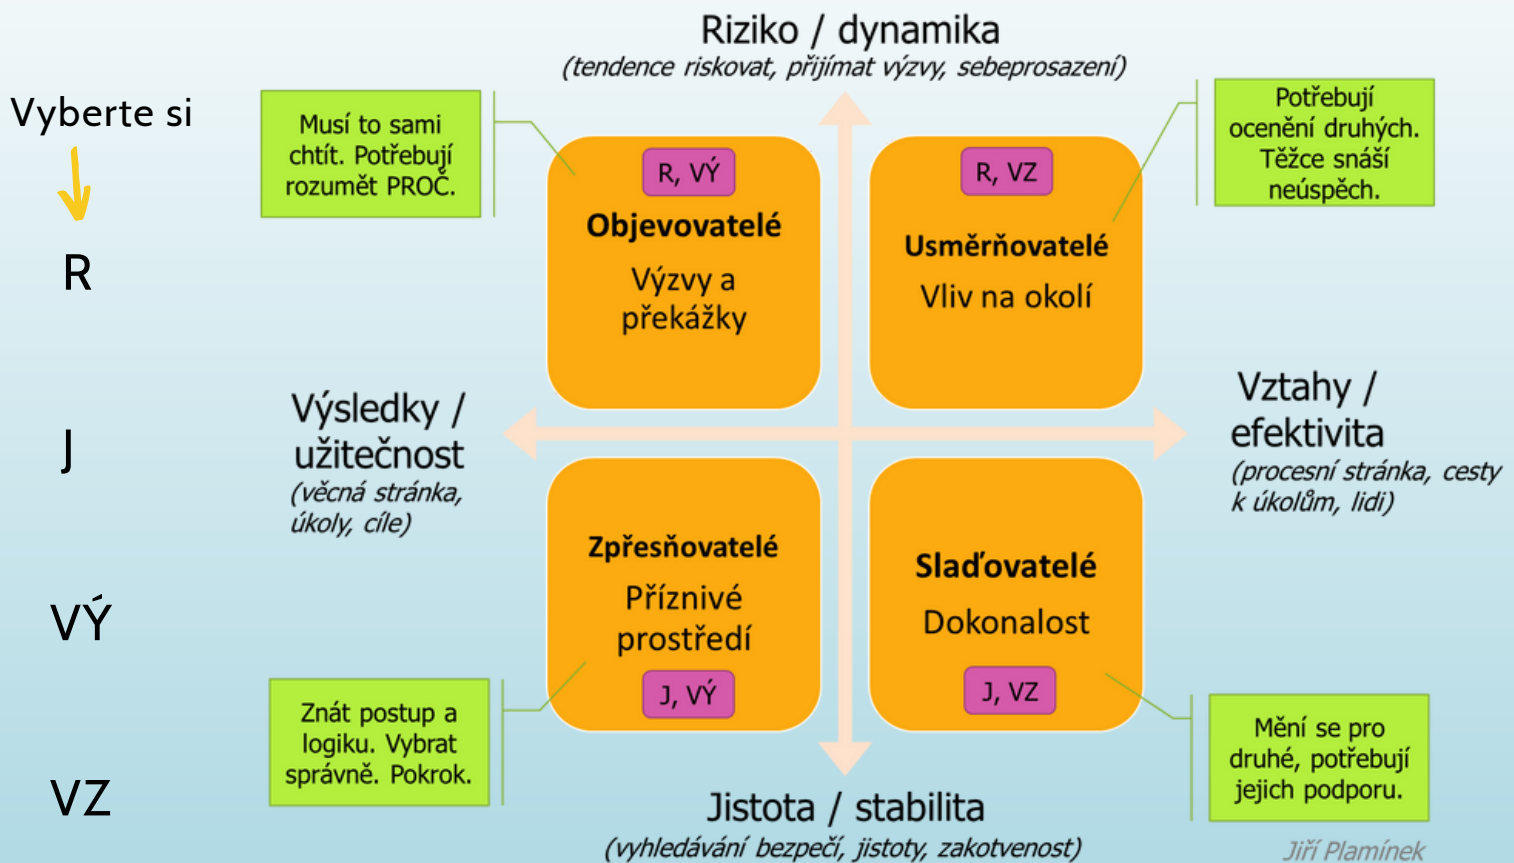 Riziko / dynamika
(tendence riskovat, přijímat výzvy, sebeprosazení)
Vyberte si
R
J
VÝ
VZ
Musí to sami
chtít. Potřebují
rozumět PROČ.
R, VÝ
Objevovatelé
Výzvy a
překážky
R, VZ
Usměrňovatelé
Vliv na okolí
Potřebují
ocenění druhých.
Těžce snáší
neúspěch.
Výsledky /
užitečnost
(věcná stránka,
úkoly, cíle)
Vztahy /
efektivita
(procesní stránka, cesty
k úkolům, lidi)
Zpřesňovatelé
Příznivé
prostředí
J, VÝ
Slaďovatelé
Dokonalost
J, VZ
Znát postup a
logiku. Vybrat
správně. Pokrok.
Mění se pro
druhé, potřebují
jejich podporu.
Jistota / stabilita
(vyhledávání bezpečí, jistoty, zakotvenost)
Jiří Plamínek